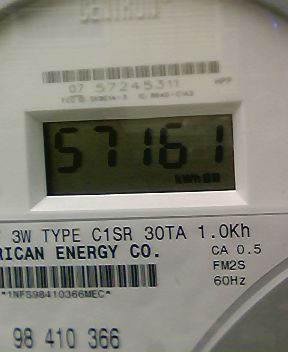 CENTRON
07 57245311
57161
kWh
3W TYPE C1SR 30TA 1.0Kh
RICAN ENERGY CO.
CA 0.5
FM2S
60Hz
*1NFS98410366MEC*
98 410 366